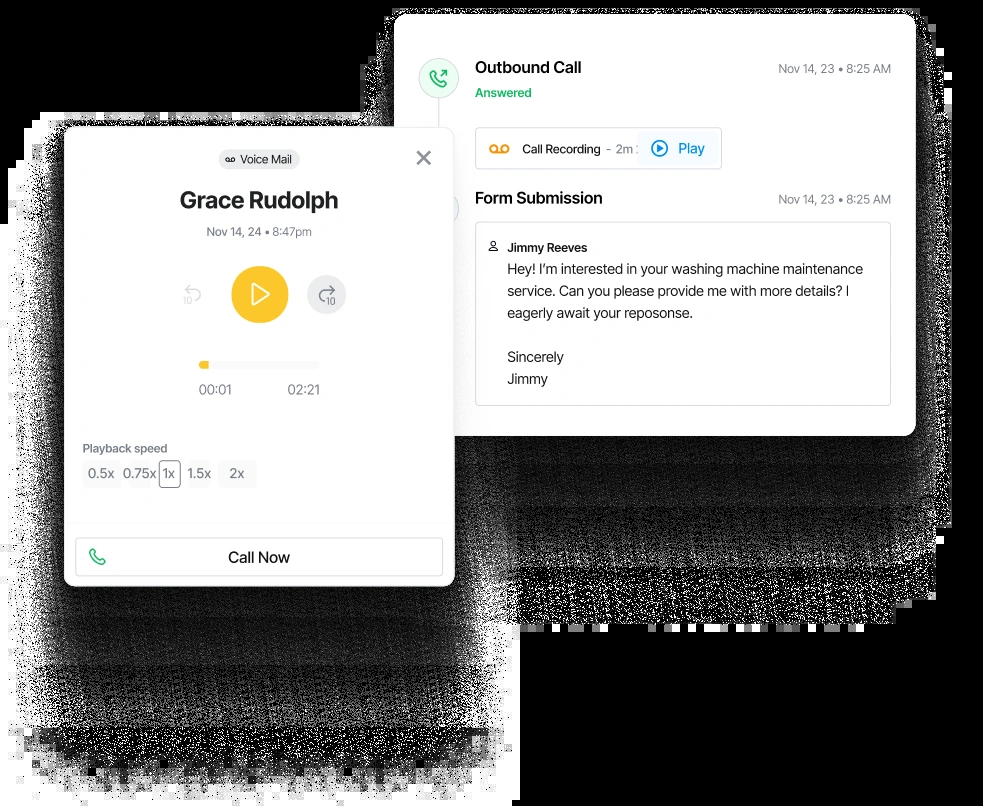 Outbound Call
Nov 14, 23 • 8:25 AM
Answered
Call Recording - 2m :
Play
Form Submission
Nov 14, 23 • 8:25 AM
Jimmy Reeves
Hey! I’m interested in your washing machine maintenance
service. Can you please provide me with more details? I
eagerly await your reposonse.
Sincerely
Jimmy
Voice Mail
Grace Rudolph
Nov 14, 24 • 8:47pm
10
10
00:01
02:21
Playback speed
0.5x 0.75x 1x 1.5x 2x
Call Now